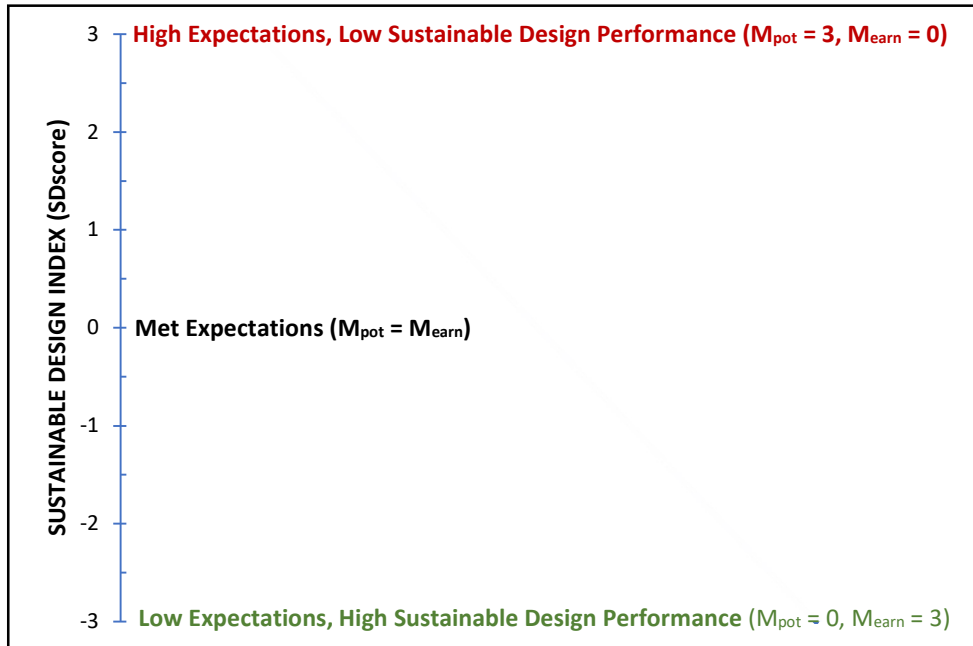 SUSTAINABLE DESIGN INDEX (SDscore)
3 High Expectations, Low Sustainable Design Performance (Mpot = 3, Mearn = 0)
2
1
0 Met Expectations (Mpot = Mearn)
-1
-2
-3 Low Expectations, High Sustainable Design Performance (Mpot = 0, Mearn = 3)